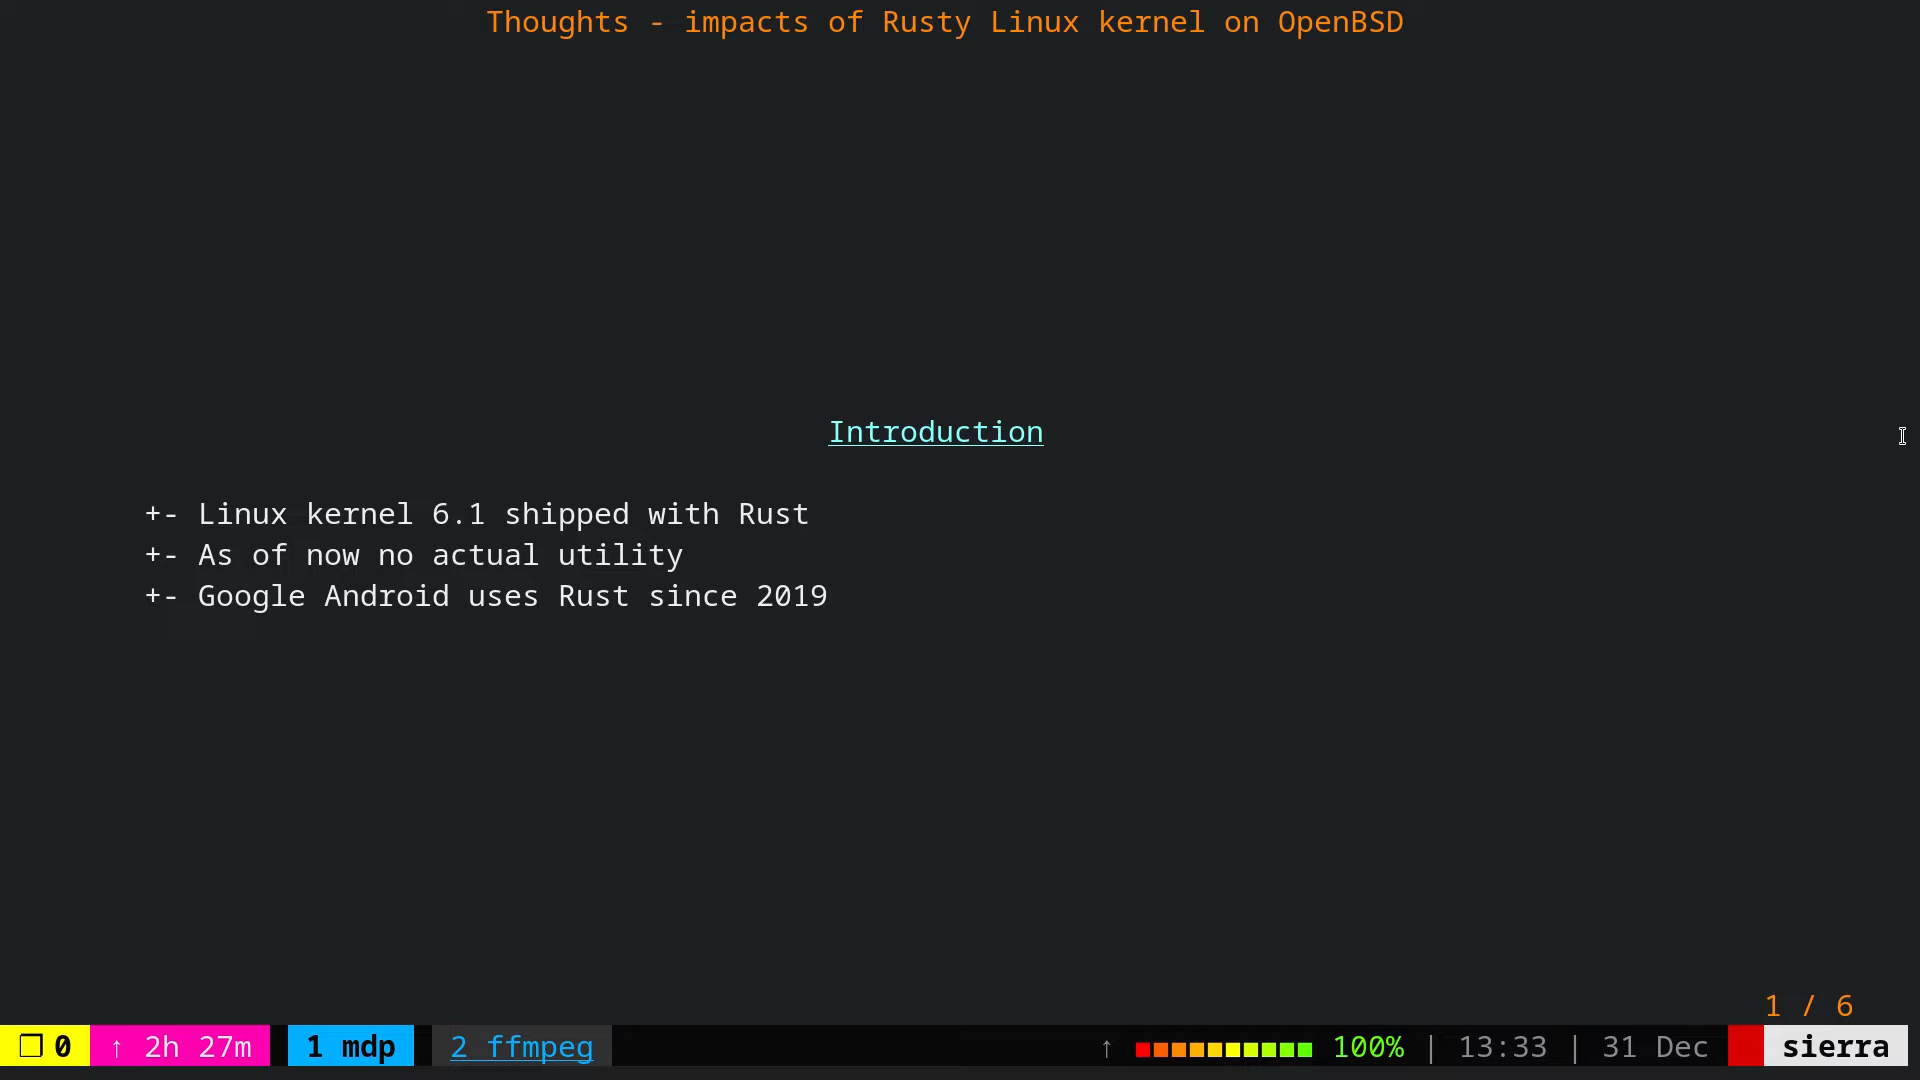 Thoughts - impacts of Rusty Linux kernel on OpenBSD
Introduction
+- Linux kernel 6.1 shipped with Rust
+- As of now no actual utility
+- Google Android uses Rust since 2019
1 / 6
❐ 0 ↑ 2h 27m 1 mdp 2 ffmpeg ↑ 100% | 13:33 | 31 Dec sierra